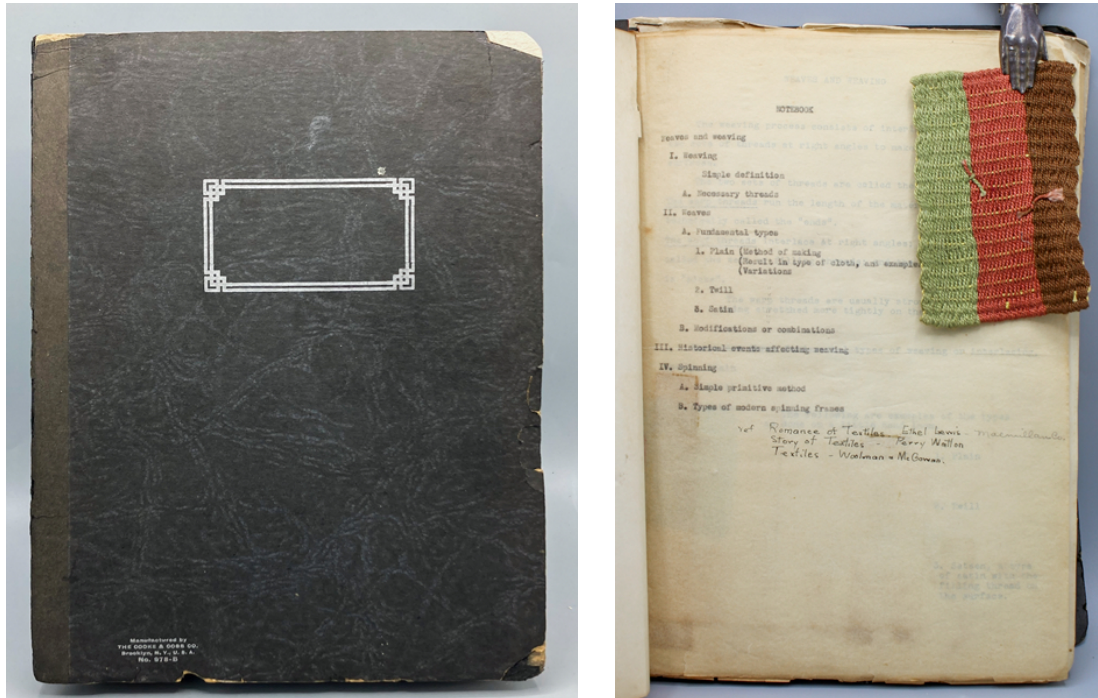 Manufactured by
THE COOKE & COBB CO.
Brooklyn, N. Y., U. S. A.
No. 978-D
NOTEBOOK
Weaves and weaving
I. Weaving
Simple definition
A. Necessary threads
II. Weaves
A. Fundamental types
1. Plain (Method of making
(Result in type of cloth, and example
(Variations
2. Twill
3. Satin
B. Modifications or combinations
III. Historical events affecting weaving
IV. Spinning
A. Simple primitive method
B. Types of modern spinning frames
ref Romance of Textiles Ethel Lewis - Macmillan Co
Story of Textiles - Perry Walton
Textiles - Woolman & McGowan.